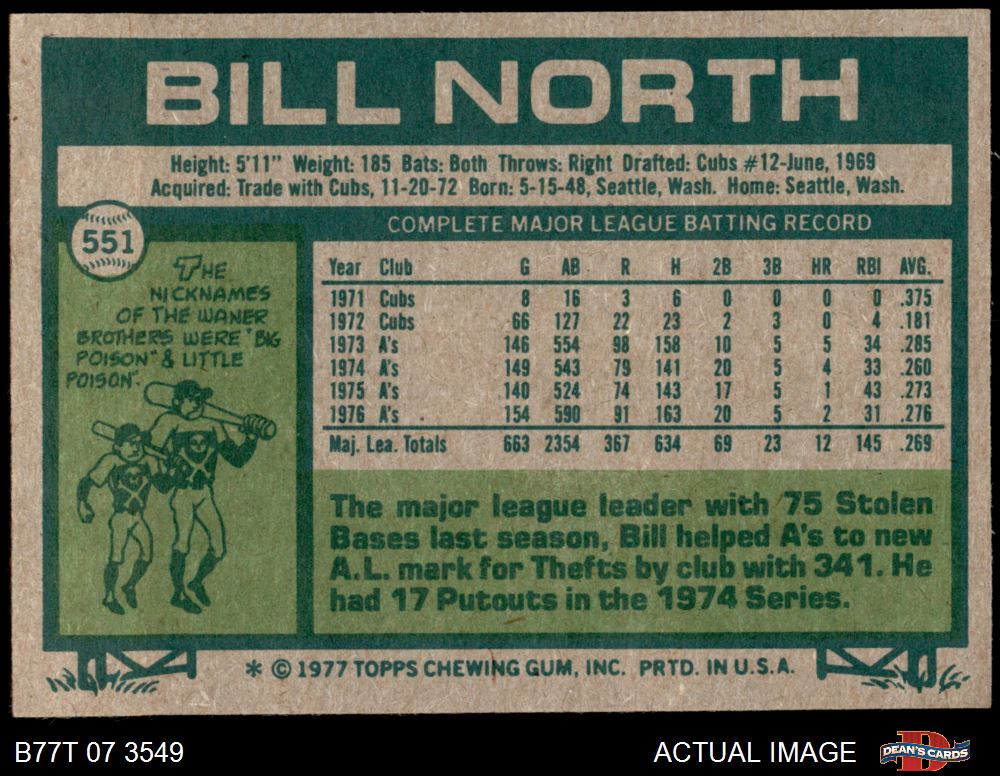 BILL NORTH
Height: 5'11" Weight: 185 Bats: Both Throws: Right Drafted: Cubs #12-June, 1969
Acquired: Trade with Cubs, 11-20-72 Born: 5-15-48, Seattle, Wash. Home: Seattle, Wash.
551
THE
NICKNAMES
OF THE WANER
BROTHERS WERE "BIG
POISON" & LITTLE
POISON".
COMPLETE MAJOR LEAGUE BATTING RECORD
Year Club G AB R H 2B 3B HR RBI AVG.
1971 Cubs 8 16 3 6 0 0 0 0 .375
1972 Cubs 66 127 22 23 2 3 0 4 .181
1973 A's 146 554 98 158 10 5 5 34 .285
1974 A's 149 543 79 141 20 5 4 33 .260
1975 A's 140 524 74 143 17 5 1 43 .273
1976 A's 154 590 91 163 20 5 2 31 .276
Maj. Lea. Totals 663 2354 367 634 69 23 12 145 .269
The major league leader with 75 Stolen
Bases last season, Bill helped A's to new
A.L. mark for Thefts by club with 341. He
had 17 Putouts in the 1974 Series.
* © 1977 TOPPS CHEWING GUM, INC. PRTD. IN U.S.A.
B77T 07 3549
ACTUAL IMAGE
D
DEAN'S CARDS